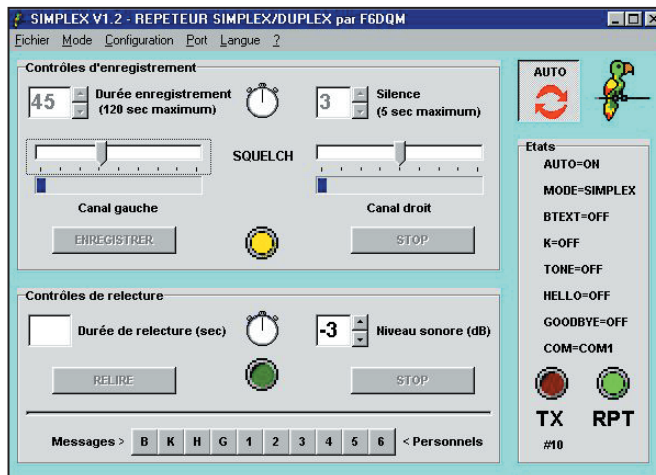 SIMPLEX V1.2 - REPETEUR SIMPLEX/DUPLEX par F6DQM
Fichier Mode Configuration Port Langue ?
Contrôles d'enregistrement
45 Durée enregistrement 3 Silence
(120 sec maximum) (5 sec maximum)
SQUELCH
Canal gauche Canal droit
ENREGISTRER STOP
Contrôles de relecture
Durée de relecture (sec) -3 Niveau sonore (dB)
RELIRE STOP
Messages > B K H G 1 2 3 4 5 6 < Personnels
AUTO
Etats
AUTO=ON
MODE=SIMPLEX
BTEXT=OFF
K=OFF
TONE=OFF
HELLO=OFF
GOODBYE=OFF
COM=COM1
TX RPT
#10